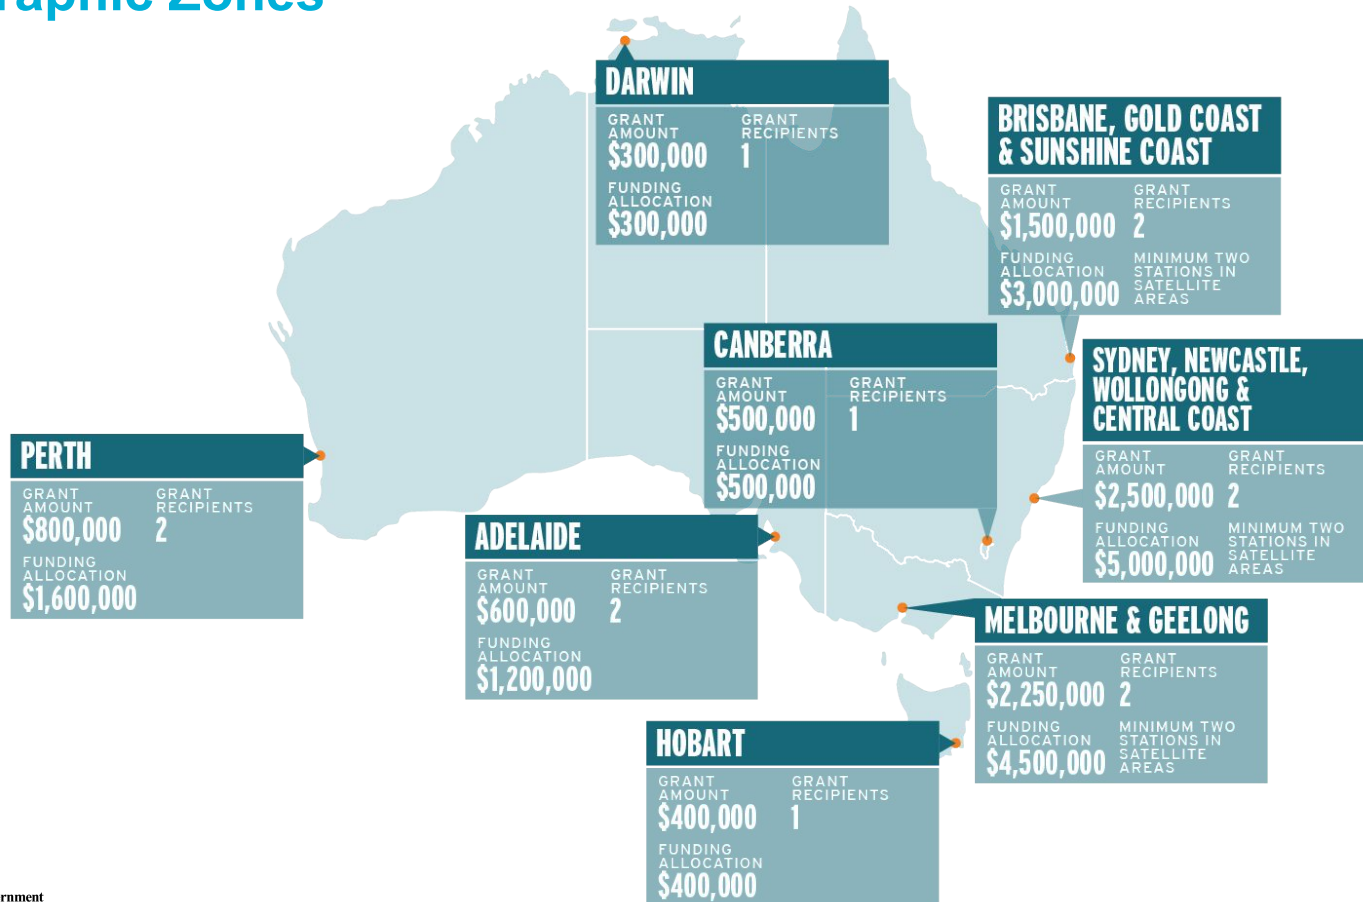 raphic Zones
DARWIN
GRANT AMOUNT
$300,000
GRANT RECIPIENTS
1
FUNDING ALLOCATION
$300,000
BRISBANE, GOLD COAST
& SUNSHINE COAST
GRANT AMOUNT
$1,500,000
GRANT RECIPIENTS
2
FUNDING ALLOCATION
$3,000,000
MINIMUM TWO
STATIONS IN
SATELLITE
AREAS
CANBERRA
GRANT AMOUNT
$500,000
GRANT RECIPIENTS
1
FUNDING ALLOCATION
$500,000
SYDNEY, NEWCASTLE,
WOLLONGONG &
CENTRAL COAST
GRANT AMOUNT
$2,500,000
GRANT RECIPIENTS
2
FUNDING ALLOCATION
$5,000,000
MINIMUM TWO
STATIONS IN
SATELLITE
AREAS
PERTH
GRANT AMOUNT
$800,000
GRANT RECIPIENTS
2
FUNDING ALLOCATION
$1,600,000
ADELAIDE
GRANT AMOUNT
$600,000
GRANT RECIPIENTS
2
FUNDING ALLOCATION
$1,200,000
MELBOURNE & GEELONG
GRANT AMOUNT
$2,250,000
GRANT RECIPIENTS
2
FUNDING ALLOCATION
$4,500,000
MINIMUM TWO
STATIONS IN
SATELLITE
AREAS
HOBART
GRANT AMOUNT
$400,000
GRANT RECIPIENTS
1
FUNDING ALLOCATION
$400,000
rnment